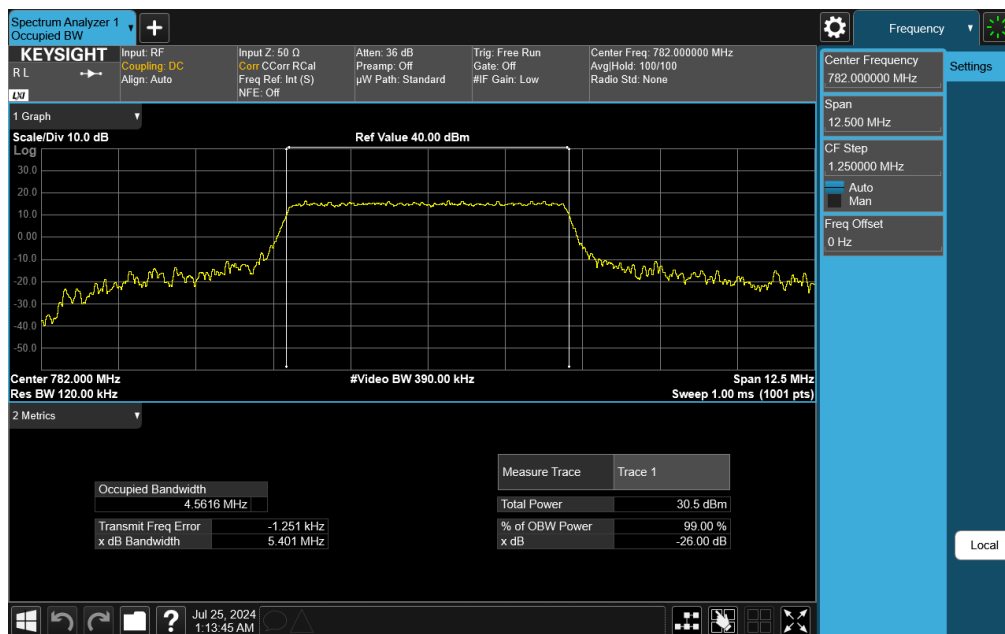 Spectrum Analyzer 1
Occupied BW
+
Frequency
KEYSIGHT
R L
LXI
Input: RF
Coupling: DC
Align: Auto
Input Z: 50 Ω
Corr CCorr RCal
Freq Ref: Int (S)
NFE: Off
Atten: 36 dB
Preamp: Off
µW Path: Standard
Trig: Free Run
Gate: Off
#IF Gain: Low
Center Freq: 782.000000 MHz
Avg|Hold: 100/100
Radio Std: None
Center Frequency
782.000000 MHz
Settings
Span
12.500 MHz
CF Step
1.250000 MHz
Auto
Man
Freq Offset
0 Hz
Local
1 Graph
Scale/Div 10.0 dB
Ref Value 40.00 dBm
Log
30.0
20.0
10.0
0.00
-10.0
-20.0
-30.0
-40.0
-50.0
Center 782.000 MHz
#Video BW 390.00 kHz
Span 12.5 MHz
Res BW 120.00 kHz
Sweep 1.00 ms (1001 pts)
2 Metrics
Measure Trace
Trace 1
Occupied Bandwidth
4.5616 MHz
Total Power
30.5 dBm
Transmit Freq Error
-1.251 kHz
% of OBW Power
99.00 %
x dB Bandwidth
5.401 MHz
x dB
-26.00 dB
?
Jul 25, 2024
1:13:45 AM